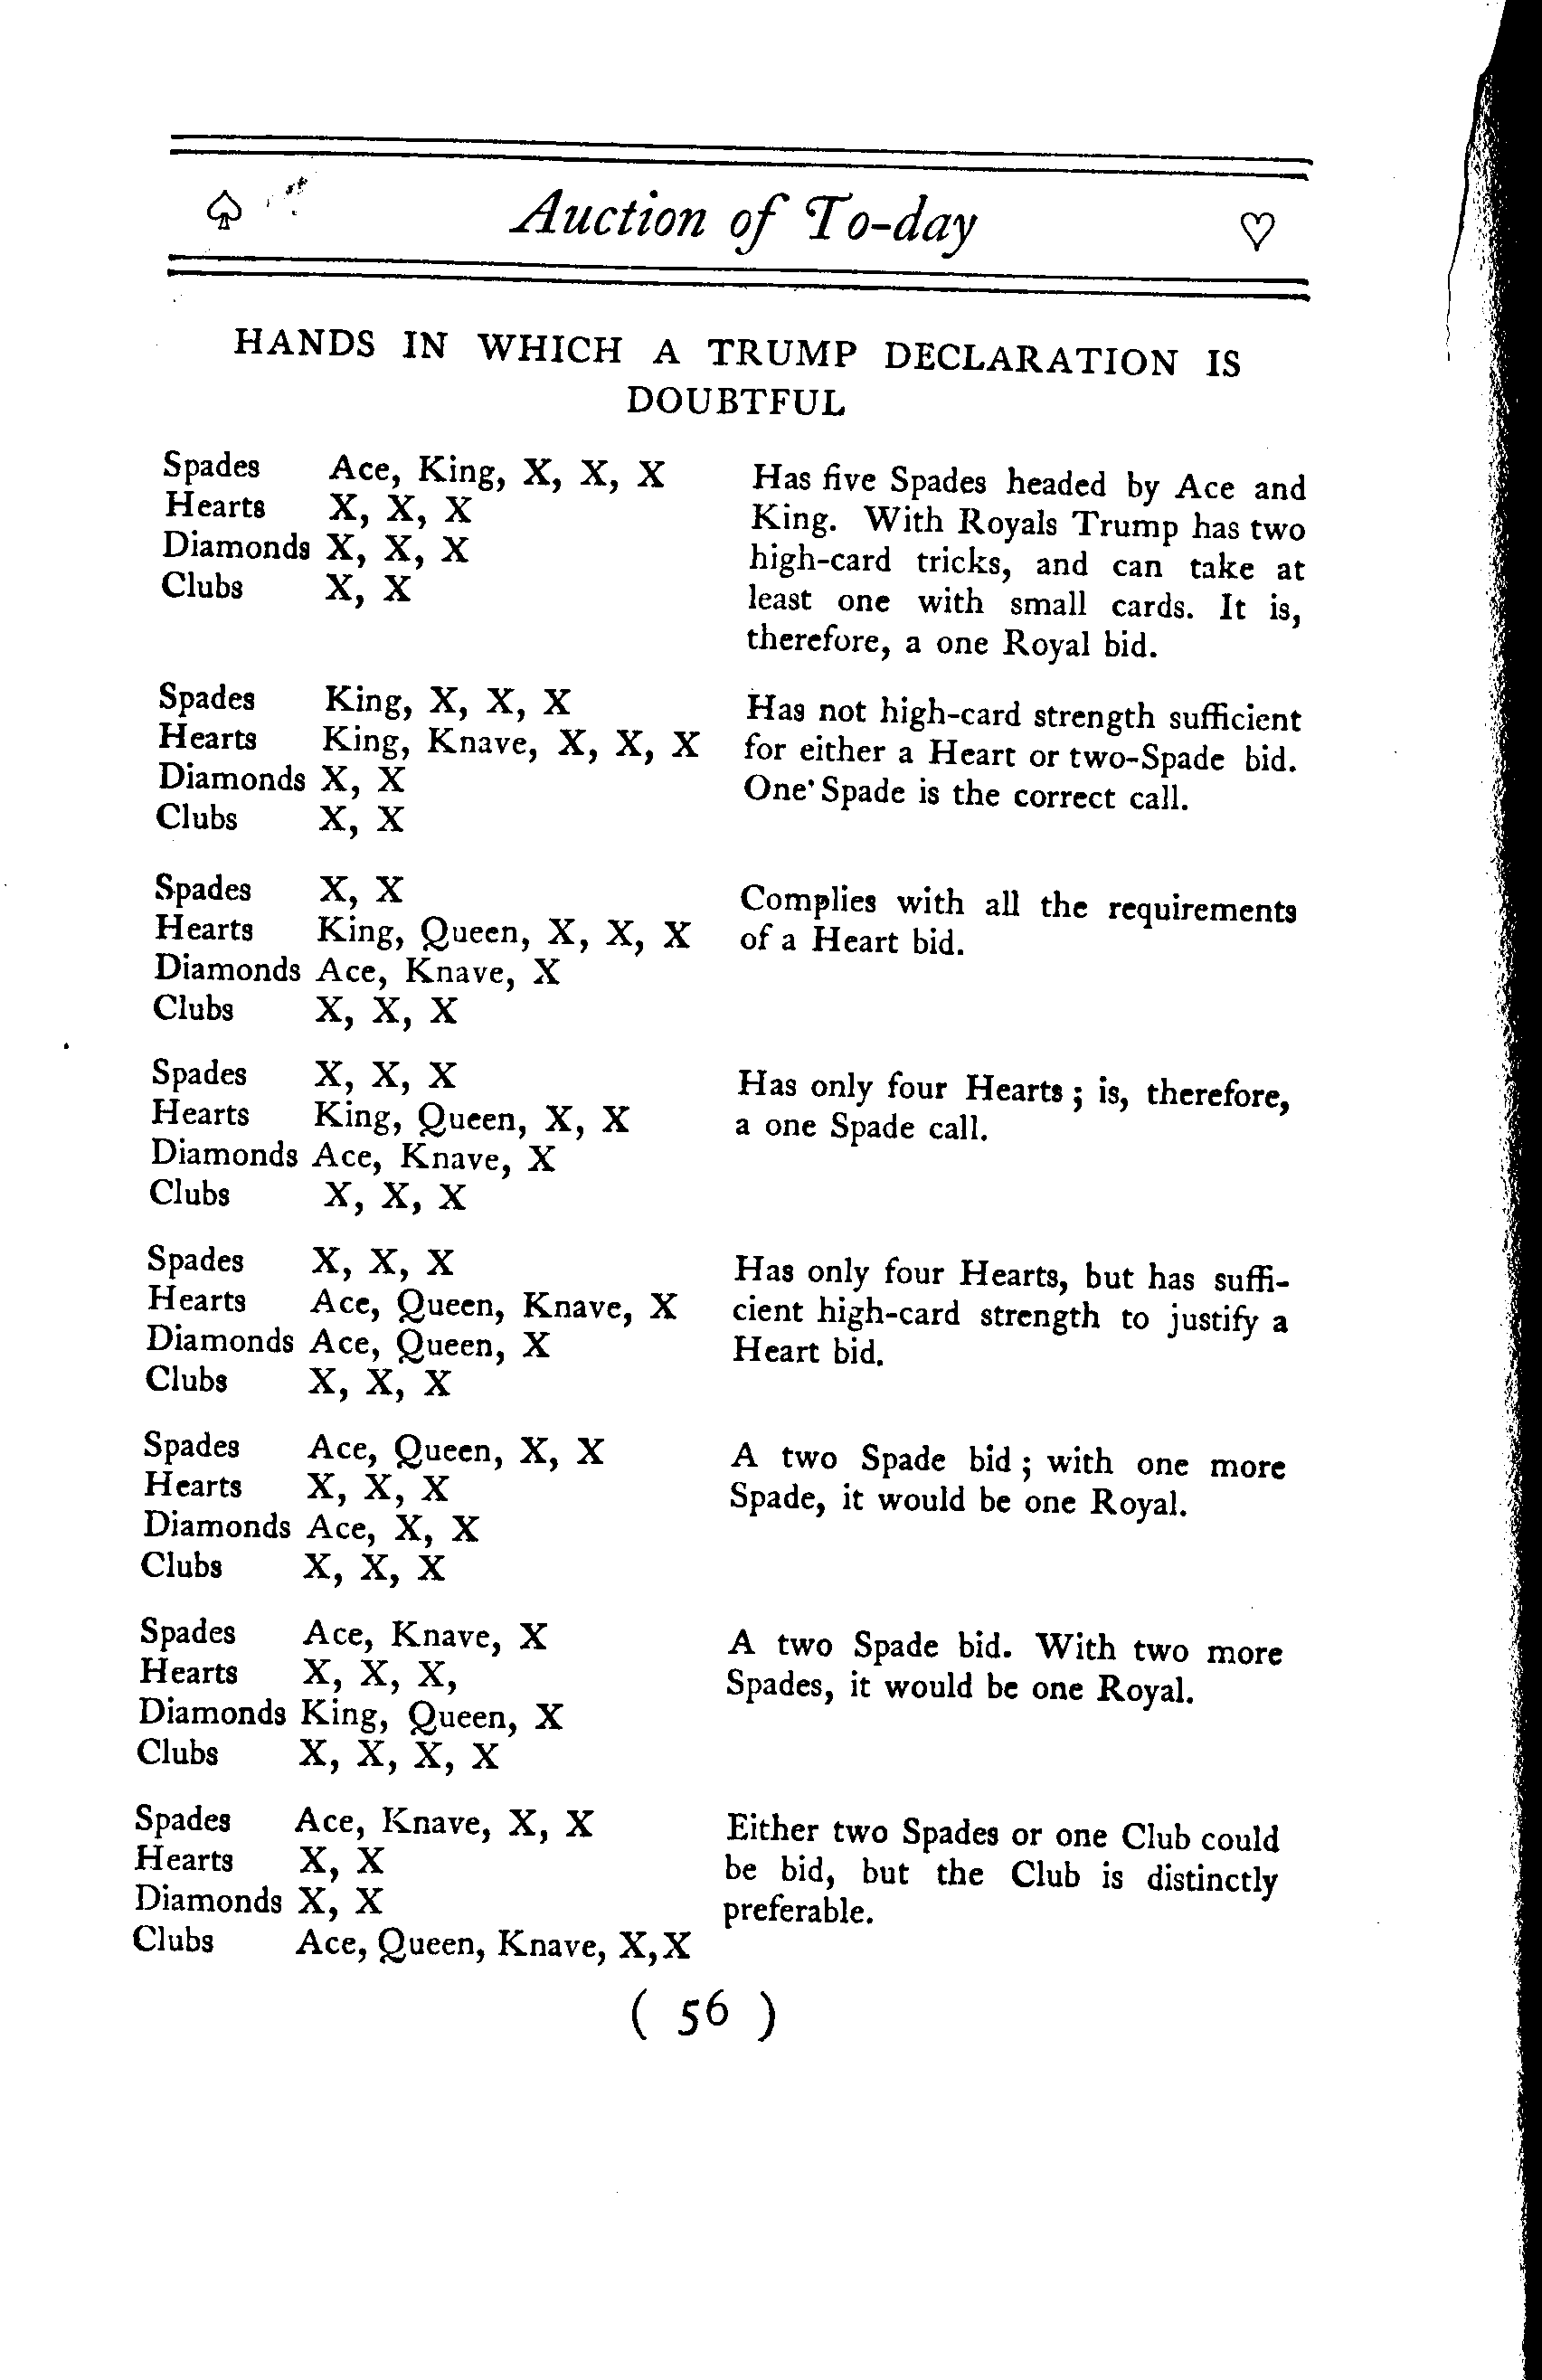 Auction of To-day
HANDS IN WHICH A TRUMP DECLARATION IS
DOUBTFUL
Spades Ace, King, X, X, X
Hearts X, X, X
Diamonds X, X, X
Clubs X, X
Has five Spades headed by Ace and
King. With Royals Trump has two
high-card tricks, and can take at
least one with small cards. It is,
therefore, a one Royal bid.
Spades King, X, X, X
Hearts King, Knave, X, X, X
Diamonds X, X
Clubs X, X
Has not high-card strength sufficient
for either a Heart or two-Spade bid.
One Spade is the correct call.
Spades X, X
Hearts King, Queen, X, X, X
Diamonds Ace, Knave, X
Clubs X, X, X
Complies with all the requirements
of a Heart bid.
Spades X, X, X
Hearts King, Queen, X, X
Diamonds Ace, Knave, X
Clubs X, X, X
Has only four Hearts ; is, therefore,
a one Spade call.
Spades X, X, X
Hearts Ace, Queen, Knave, X
Diamonds Ace, Queen, X
Clubs X, X, X
Has only four Hearts, but has suffi-
cient high-card strength to justify a
Heart bid.
Spades Ace, Queen, X, X
Hearts X, X, X
Diamonds Ace, X, X
Clubs X, X, X
A two Spade bid ; with one more
Spade, it would be one Royal.
Spades Ace, Knave, X
Hearts X, X, X,
Diamonds King, Queen, X
Clubs X, X, X, X
A two Spade bid. With two more
Spades, it would be one Royal.
Spades Ace, Knave, X, X
Hearts X, X
Diamonds X, X
Clubs Ace, Queen, Knave, X,X
Either two Spades or one Club could
be bid, but the Club is distinctly
preferable.
( 56 )